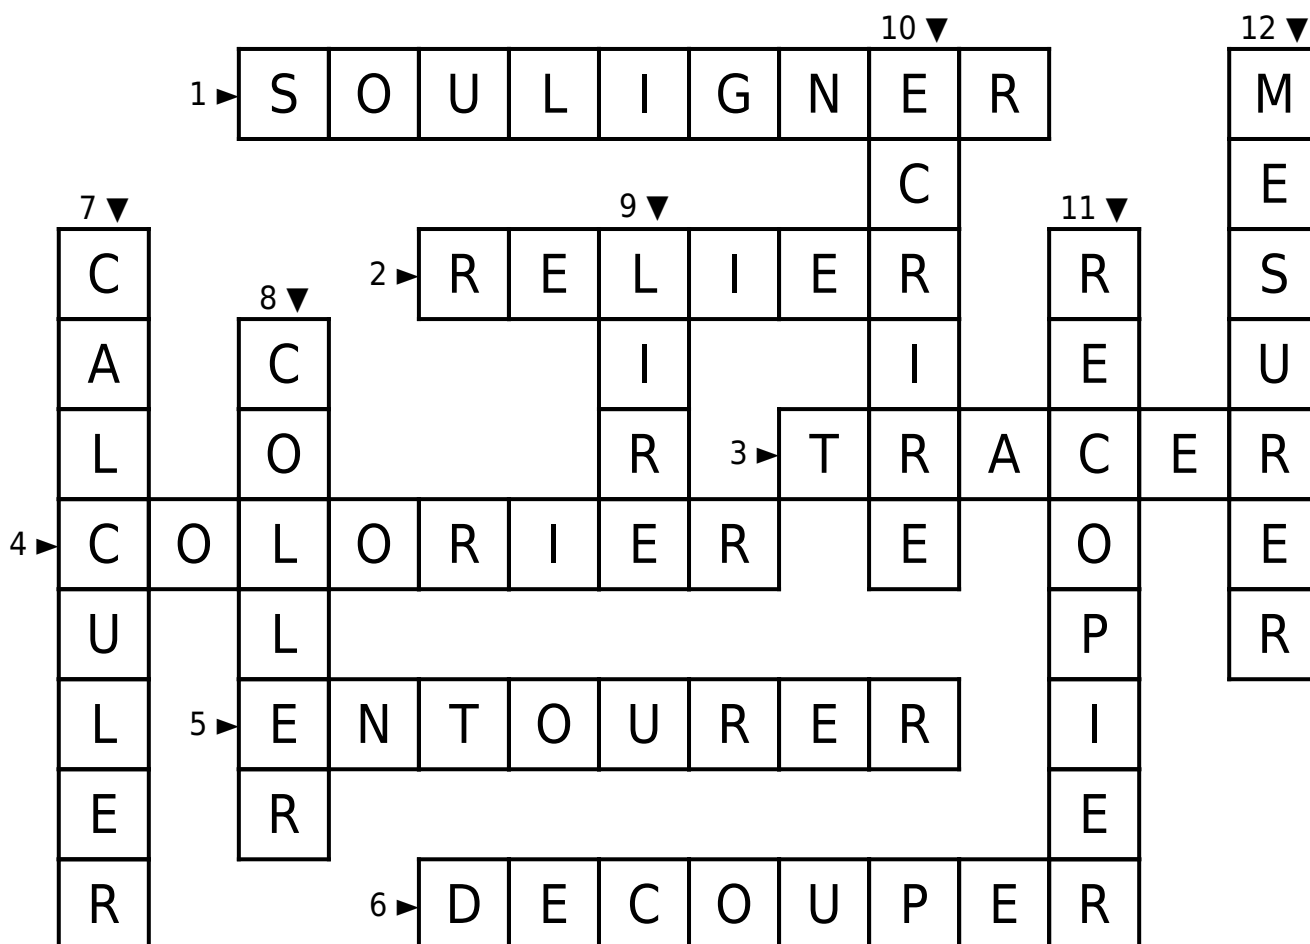 10 ▼ 12 ▼
1 ► S O U L I G N E R M
C E
7 ▼ 9 ▼ 11 ▼
C 2 ► R E L I E R R S
8 ▼
A C I I E U
L O R 3 ► T R A C E R
4 ► C O L O R I E R E O E
U L P R
L 5 ► E N T O U R E R I
E R E
R 6 ► D E C O U P E R